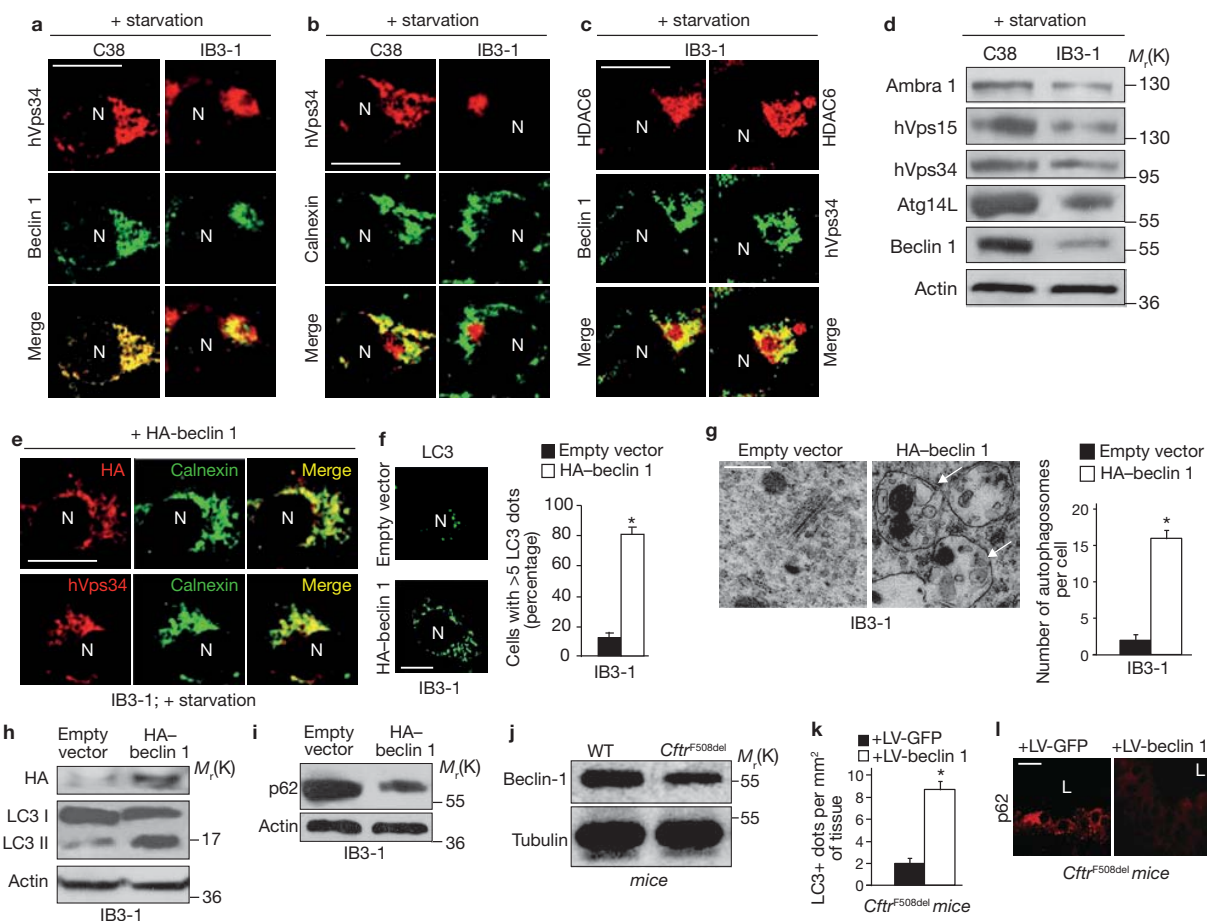 a
+ starvation
C38 IB3-1
hVps34
N N
Beclin 1
N N
Merge
N N
b
+ starvation
C38 IB3-1
hVps34
N N
Calnexin
N N
Merge
N N
c
+ starvation
IB3-1
HDAC6
N N
HDAC6
Beclin 1
N N
hVps34
Merge
N N
Merge
d
+ starvation
C38 IB3-1 Mr(K)
Ambra 1 130
hVps15 130
hVps34 95
Atg14L 55
Beclin 1 55
Actin 36
e
+ HA-beclin 1
HA Calnexin Merge
N
hVps34 Calnexin Merge
N N N
IB3-1; + starvation
f
LC3
Empty vector
N
HA–beclin 1
N
IB3-1
Empty vector
HA–beclin 1
Cells with >5 LC3 dots
(percentage)
100
80
60
40
20
0
*
IB3-1
g
Empty vector HA–beclin 1
IB3-1
Empty vector
HA–beclin 1
Number of autophagosomes
per cell
20
15
10
5
0
*
IB3-1
h
Empty vector HA–beclin 1
Mr(K)
HA
LC3 I
LC3 II 17
Actin 36
IB3-1
i
Empty vector HA–beclin 1
Mr(K)
p62 55
Actin 36
IB3-1
j
WT CftrF508del Mr(K)
Beclin-1 55
Tubulin 55
mice
k
+LV-GFP
+LV-beclin 1
LC3+ dots per mm2
of tissue
10
8
6
4
2
0
*
CftrF508del mice
l
+LV-GFP +LV-beclin 1
p62
L L
CftrF508del mice